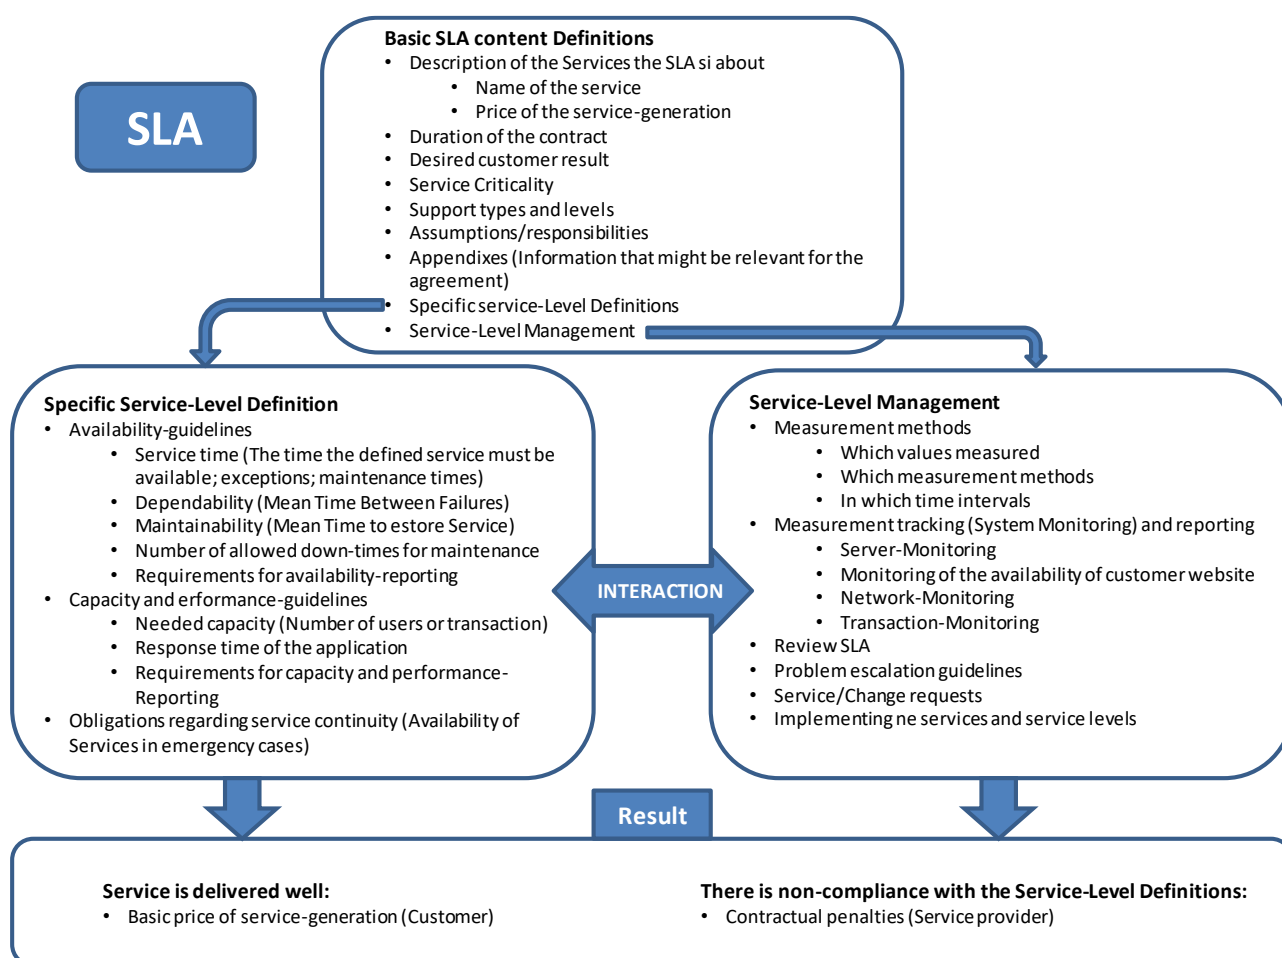 SLA
Basic SLA content Definitions
• Description of the Services the SLA si about
• Name of the service
• Price of the service-generation
• Duration of the contract
• Desired customer result
• Service Criticality
• Support types and levels
• Assumptions/responsibilities
• Appendixes (Information that might be relevant for the
agreement)
• Specific service-Level Definitions
• Service-Level Management
Specific Service-Level Definition
• Availability-guidelines
• Service time (The time the defined service must be
available; exceptions; maintenance times)
• Dependability (Mean Time Between Failures)
• Maintainability (Mean Time to estore Service)
• Number of allowed down-times for maintenance
• Requirements for availability-reporting
• Capacity and erformance-guidelines
• Needed capacity (Number of users or transaction)
• Response time of the application
• Requirements for capacity and performance-
Reporting
• Obligations regarding service continuity (Availability of
Services in emergency cases)
INTERACTION
Service-Level Management
• Measurement methods
• Which values measured
• Which measurement methods
• In which time intervals
• Measurement tracking (System Monitoring) and reporting
• Server-Monitoring
• Monitoring of the availability of customer website
• Network-Monitoring
• Transaction-Monitoring
• Review SLA
• Problem escalation guidelines
• Service/Change requests
• Implementing ne services and service levels
Result
Service is delivered well:
• Basic price of service-generation (Customer)
There is non-compliance with the Service-Level Definitions:
• Contractual penalties (Service provider)